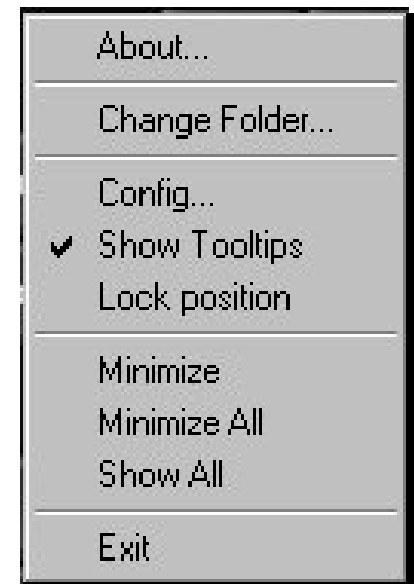 About...
Change Folder...
Config...
Show Tooltips
Lock position
Minimize
Minimize All
Show All
Exit